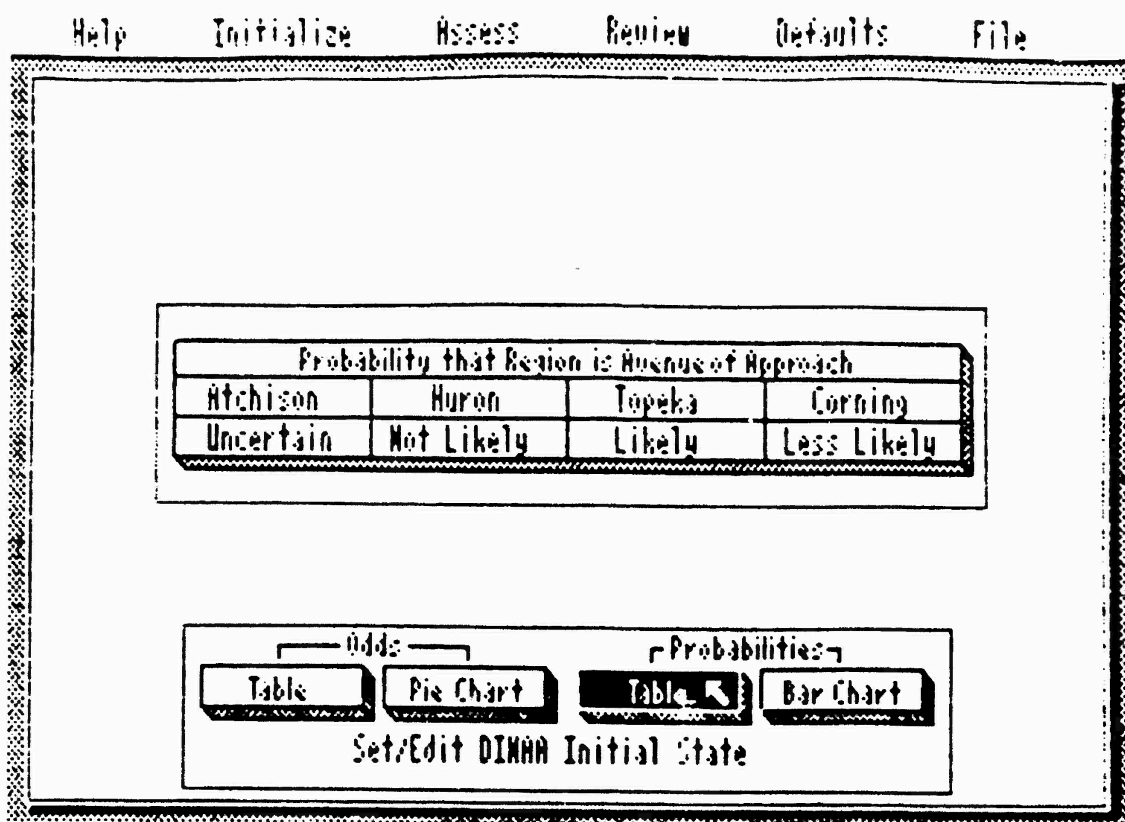 Help Initialize Assess Review Defaults File
Probability that Region is Avenue of Approach
Atchison Huron Topeka Corning
Uncertain Not Likely Likely Less Likely
Odds Probabilities
Table Pie Chart Table Bar Chart
Set/Edit DINAA Initial State